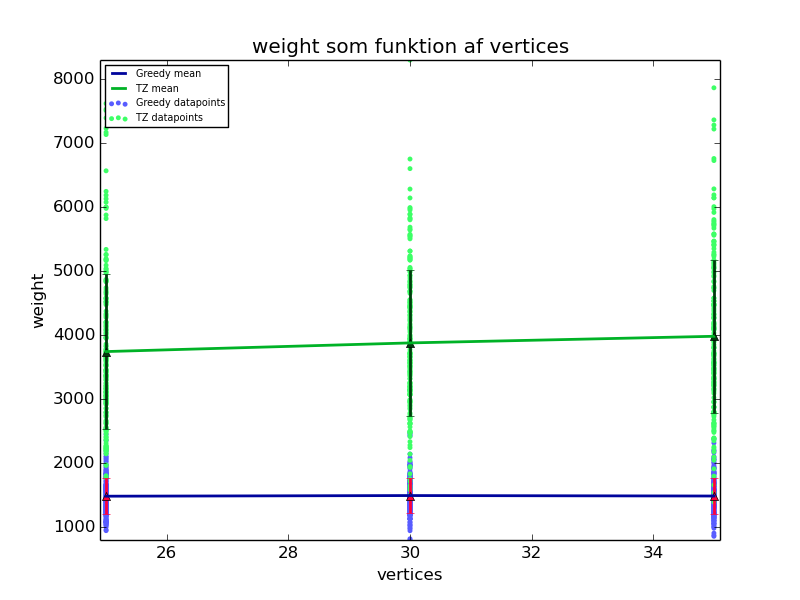 weight som funktion af vertices
Greedy mean
TZ mean
Greedy datapoints
TZ datapoints
8000
7000
6000
5000
4000
3000
2000
1000
weight
26 28 30 32 34
vertices